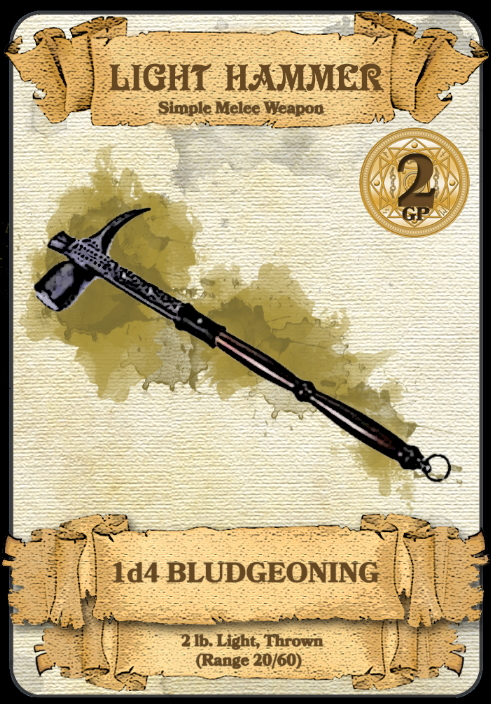 LIGHT HAMMER
Simple Melee Weapon
2
GP
1d4 BLUDGEONING
2 lb. Light, Thrown
(Range 20/60)